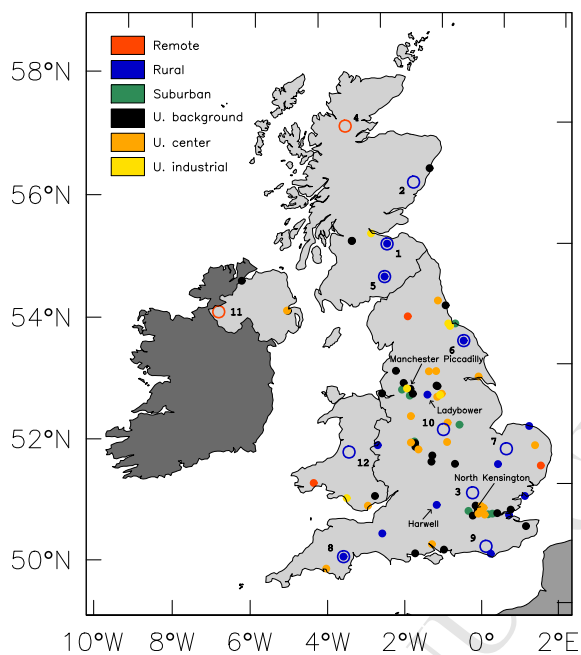 58°N
56°N
54°N
52°N
50°N
10°W 8°W 6°W 4°W 2°W 0°E 2°E
Remote
Rural
Suburban
U. background
U. center
U. industrial
4
2
1
5
11
6
Manchester Piccadilly
Ladybower
10
7
12
North Kensington
3
Harwell
9
8